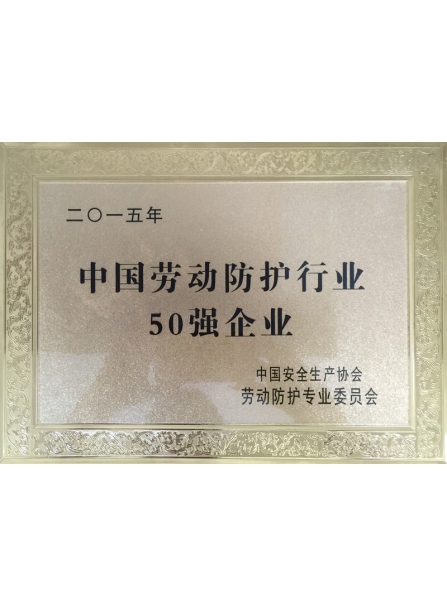 二〇一五年
中国劳动防护行业
50强企业
中国安全生产协会
劳动防护专业委员会